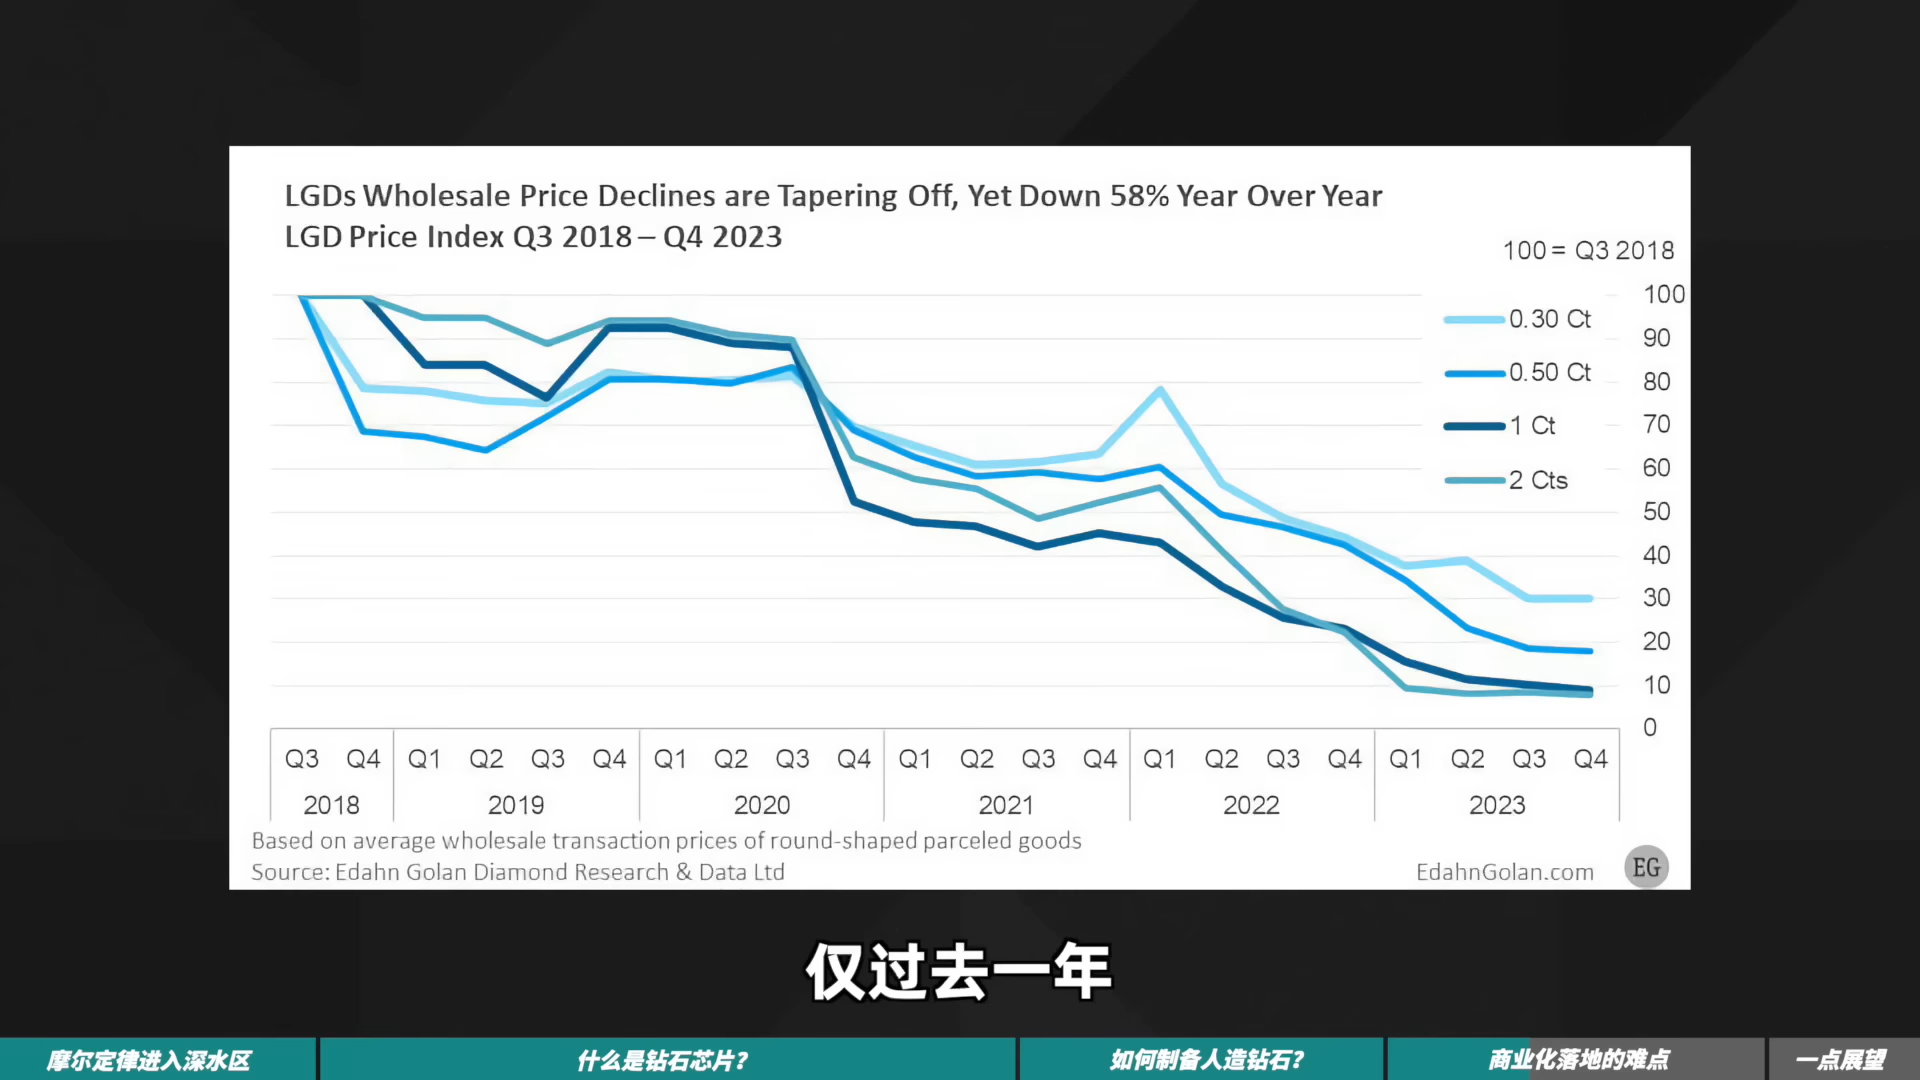 LGDs Wholesale Price Declines are Tapering Off, Yet Down 58% Year Over Year
LGD Price Index Q3 2018 – Q4 2023
100 = Q3 2018
0.30 Ct
0.50 Ct
1 Ct
2 Cts
100
90
80
70
60
50
40
30
20
10
0
Q3 Q4 Q1 Q2 Q3 Q4 Q1 Q2 Q3 Q4 Q1 Q2 Q3 Q4 Q1 Q2 Q3 Q4 Q1 Q2 Q3 Q4
2018 2019 2020 2021 2022 2023
Based on average wholesale transaction prices of round-shaped parceled goods
Source: Edahn Golan Diamond Research & Data Ltd
EdahnGolan.com
EG
仅过去一年
摩尔定律进入深水区 什么是钻石芯片? 如何制备人造钻石? 商业化落地的难点 一点展望